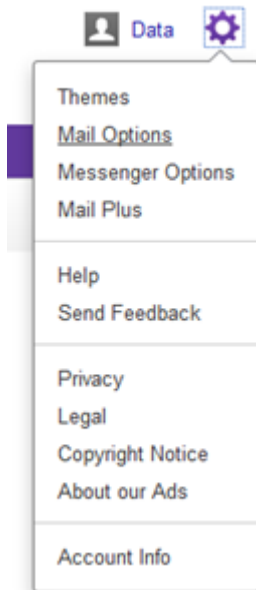 Data
Themes
Mail Options
Messenger Options
Mail Plus
Help
Send Feedback
Privacy
Legal
Copyright Notice
About our Ads
Account Info